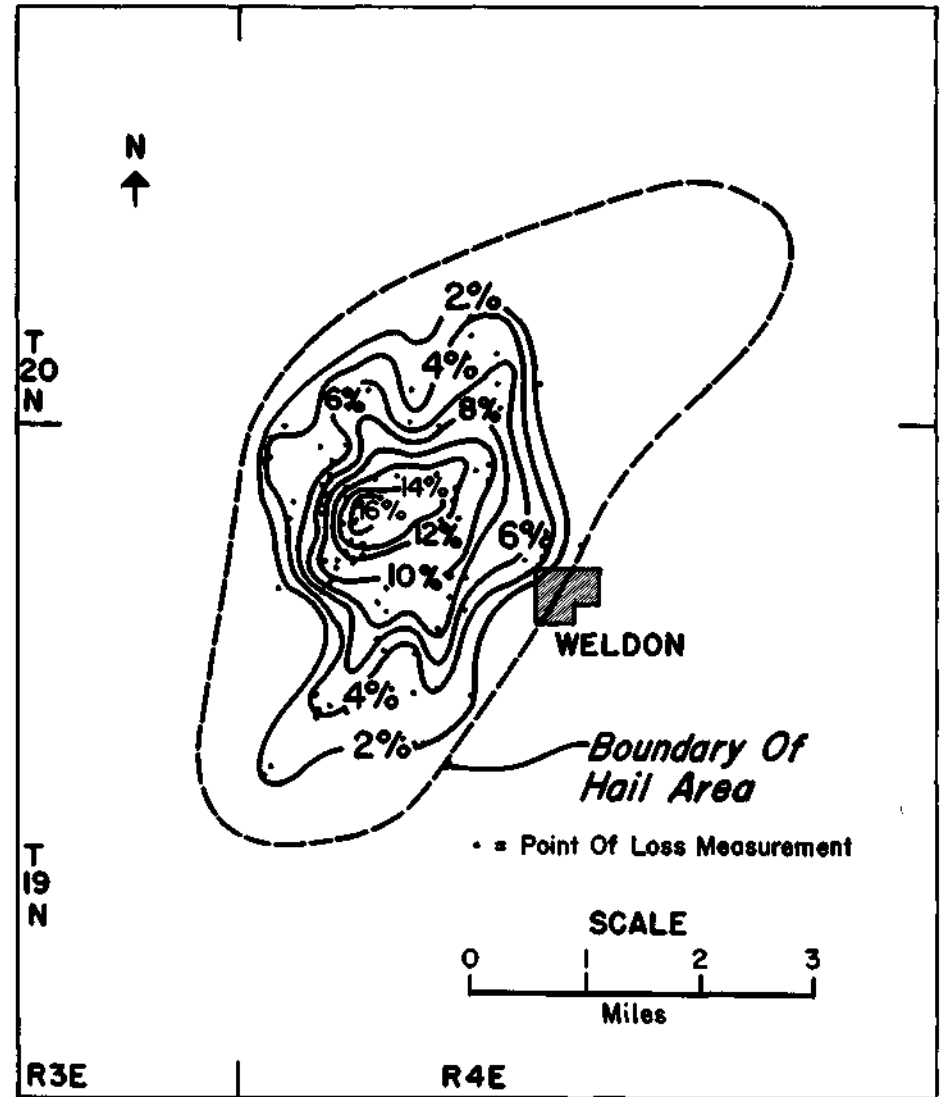 N
T
20
N
2%
4%
6%
8%
14%
16%
12%
6%
10%
WELDON
4%
2%
Boundary Of
Hail Area
• = Point Of Loss Measurement
T
19
N
SCALE
0 1 2 3
Miles
R3E R4E